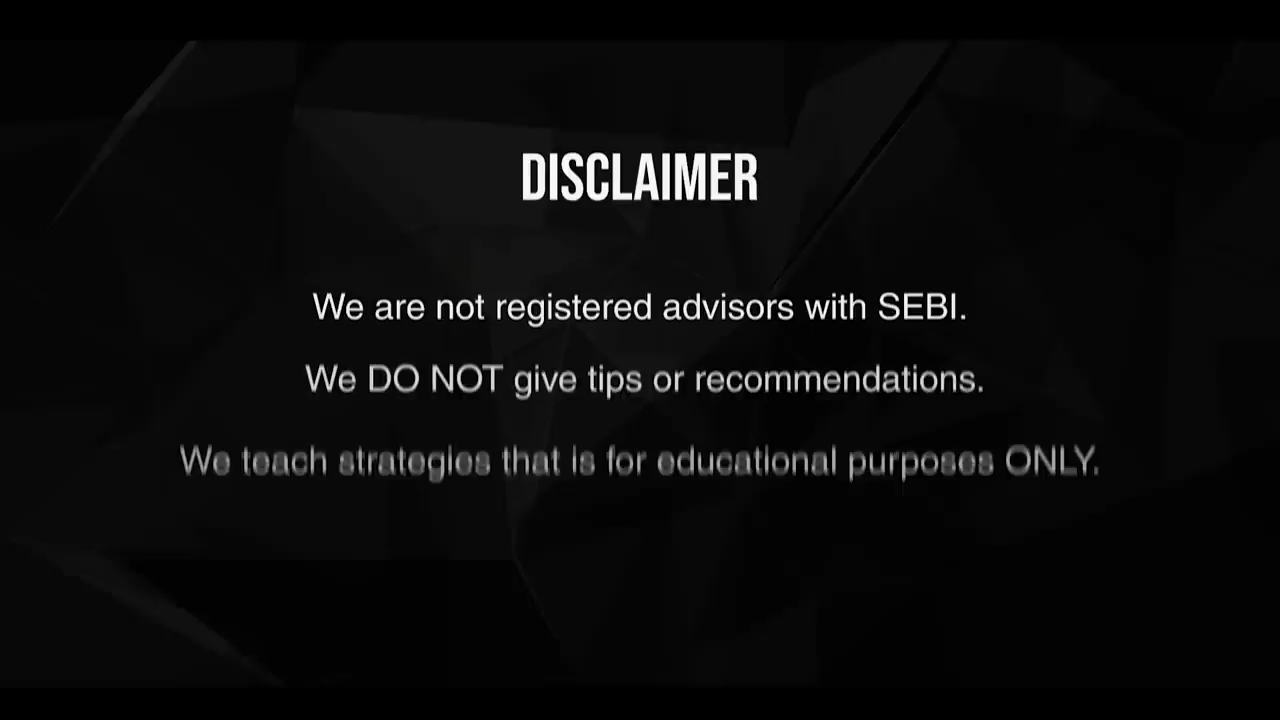 DISCLAIMER
We are not registered advisors with SEBI.
We DO NOT give tips or recommendations.
We teach strategies that is for educational purposes ONLY.